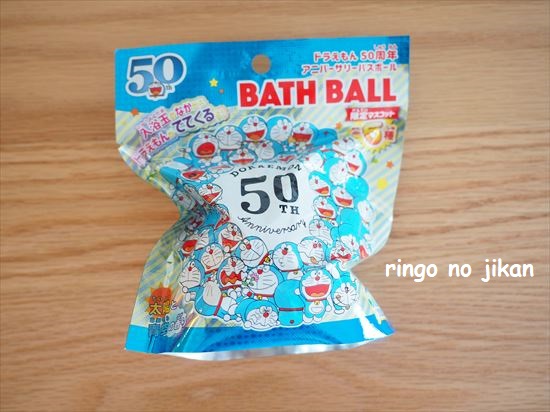 50
th
ドラえもん 50周年
アニバーサリーバスボール
BATH BALL
限定マスコット
入浴玉の なか
ドラえもん でてくる
DORAEMON
50
TH
Anniversary
ringo no jikan